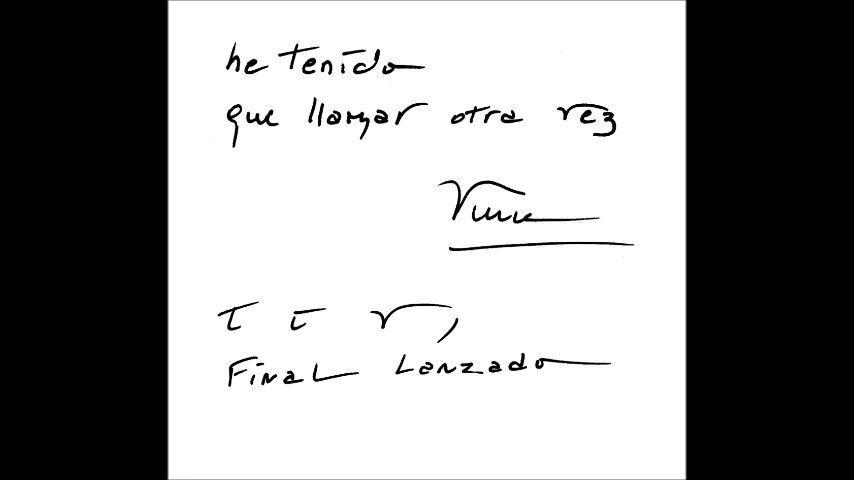 he tenido
que llamar otra vez
t t r,
Final Lanzado